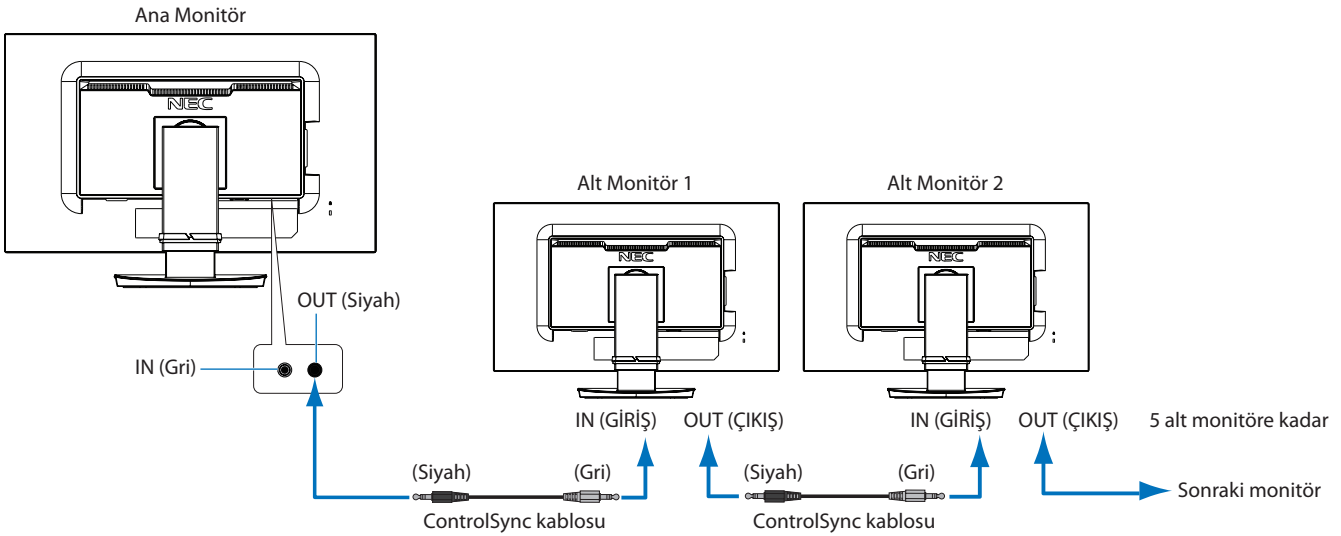 Ana Monitör
NEC
Alt Monitör 1
Alt Monitör 2
NEC
NEC
OUT (Siyah)
IN (Gri)
IN (GİRİŞ)
OUT (ÇIKIŞ)
IN (GİRİŞ)
OUT (ÇIKIŞ)
5 alt monitöre kadar
(Siyah)
(Gri)
(Siyah)
(Gri)
Sonraki monitör
ControlSync kablosu
ControlSync kablosu